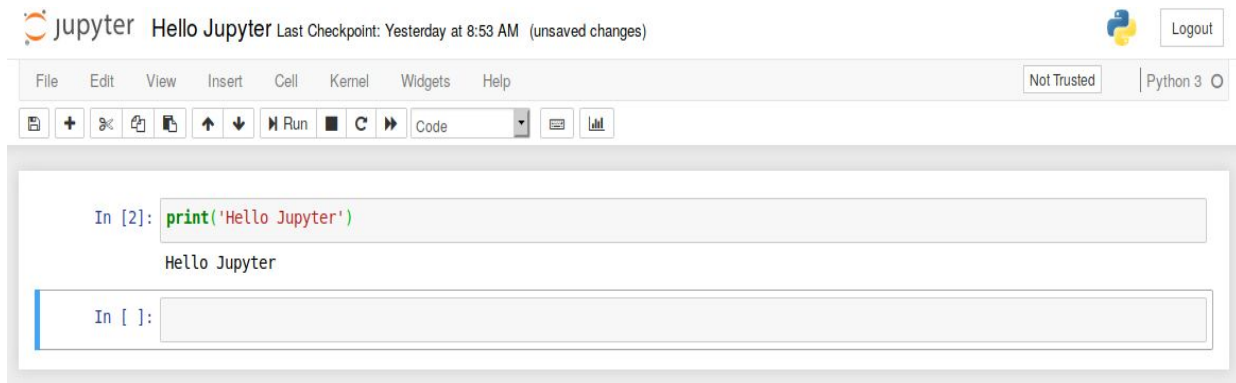 jupyter Hello Jupyter Last Checkpoint: Yesterday at 8:53 AM (unsaved changes) Logout
File Edit View Insert Cell Kernel Widgets Help Not Trusted Python 3
Run Code
In [2]: print('Hello Jupyter')
Hello Jupyter
In [ ]: